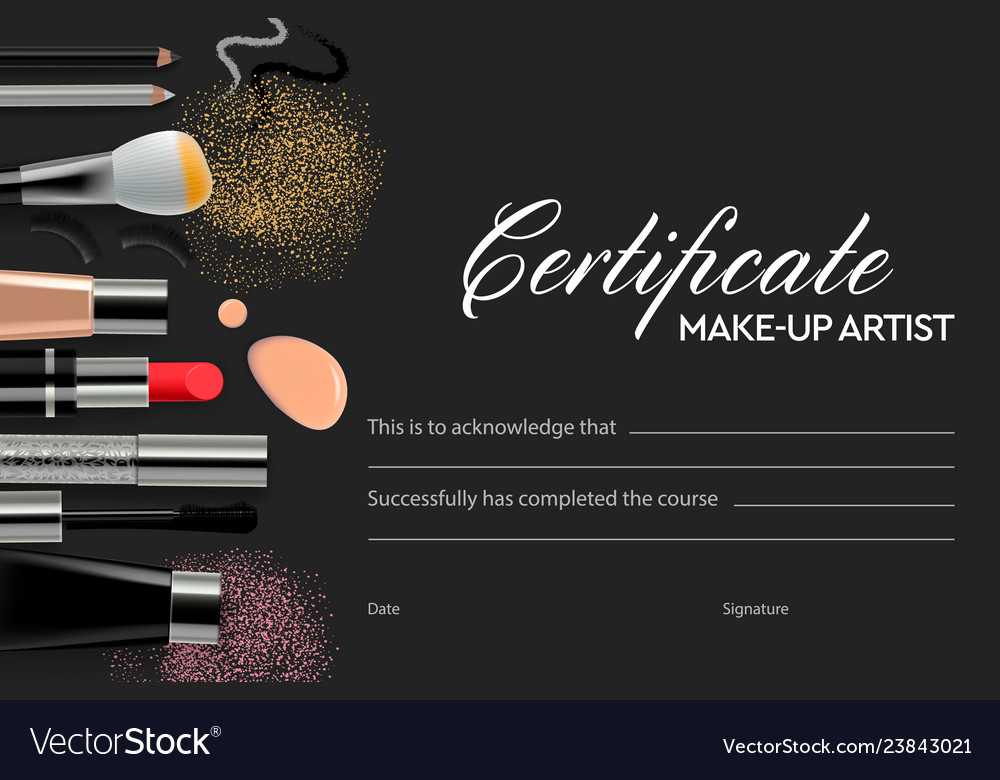 Certificate
MAKE-UP ARTIST
This is to acknowledge that
Successfully has completed the course
Date
Signature
VectorStock®
VectorStock.com/23843021